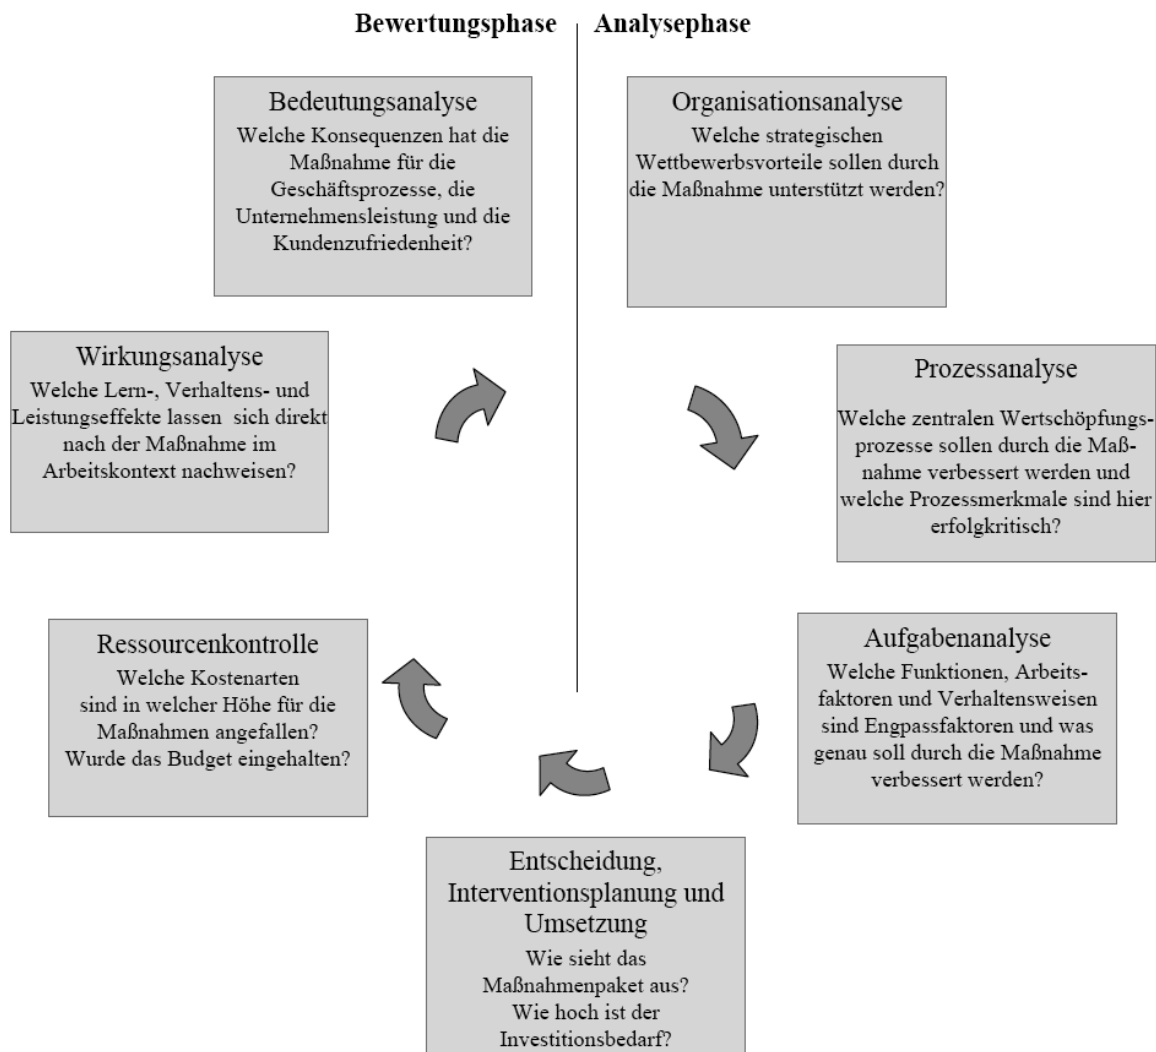 Bewertungsphase
Analysephase
Bedeutungsanalyse
Welche Konsequenzen hat die
Maßnahme für die
Geschäftsprozesse, die
Unternehmensleistung und die
Kundenzufriedenheit?
Organisationsanalyse
Welche strategischen
Wettbewerbsvorteile sollen durch
die Maßnahme unterstützt werden?
Wirkungsanalyse
Welche Lern-, Verhaltens- und
Leistungseffekte lassen sich direkt
nach der Maßnahme im
Arbeitskontext nachweisen?
Prozessanalyse
Welche zentralen Wertschöpfungs-
prozesse sollen durch die Maß-
nahme verbessert werden und
welche Prozessmerkmale sind hier
erfolgkritisch?
Ressourcenkontrolle
Welche Kostenarten
sind in welcher Höhe für die
Maßnahmen angefallen?
Wurde das Budget eingehalten?
Aufgabenanalyse
Welche Funktionen, Arbeits-
faktoren und Verhaltensweisen
sind Engpassfaktoren und was
genau soll durch die Maßnahme
verbessert werden?
Entscheidung,
Interventionsplanung und
Umsetzung
Wie sieht das
Maßnahmenpaket aus?
Wie hoch ist der
Investitionsbedarf?